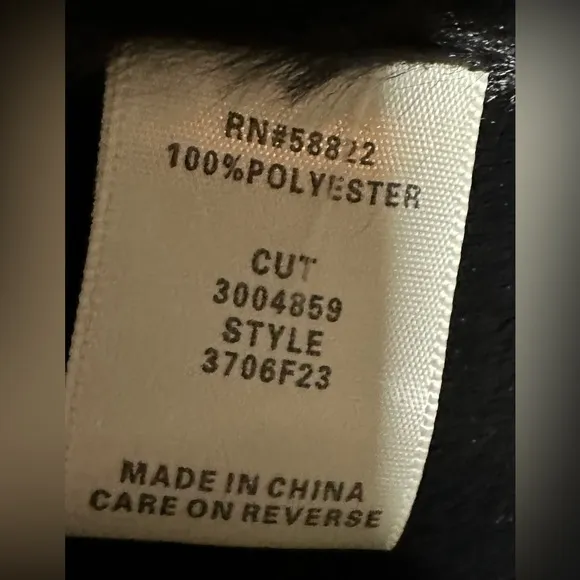 RN#58822
100%POLYESTER
CUT
3004859
STYLE
3706F23
MADE IN CHINA
CARE ON REVERSE